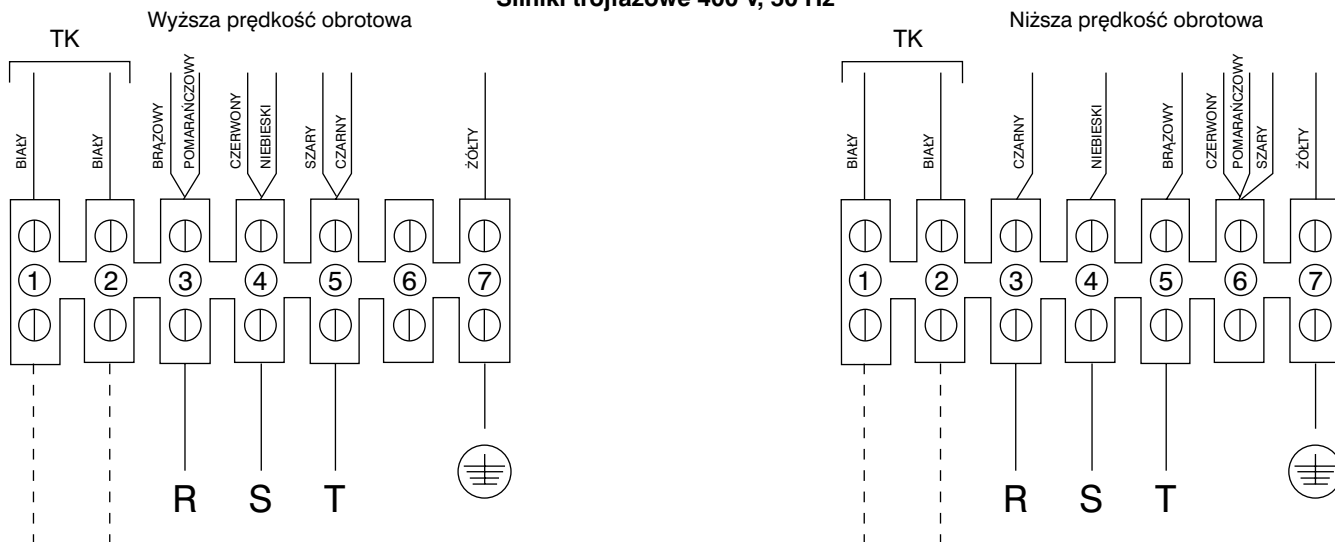 Silniki trójfazowe 400 V, 50 Hz
Wyższa prędkość obrotowa
TK
BIAŁY
BIAŁY
BRĄZOWY
POMARAŃCZOWY
CZERWONY
NIEBIESKI
SZARY
CZARNY
ŻÓŁTY
1 2 3 4 5 6 7
R S T
Niższa prędkość obrotowa
TK
BIAŁY
BIAŁY
CZARNY
NIEBIESKI
BRĄZOWY
CZERWONY
POMARAŃCZOWY
SZARY
ŻÓŁTY
1 2 3 4 5 6 7
R S T